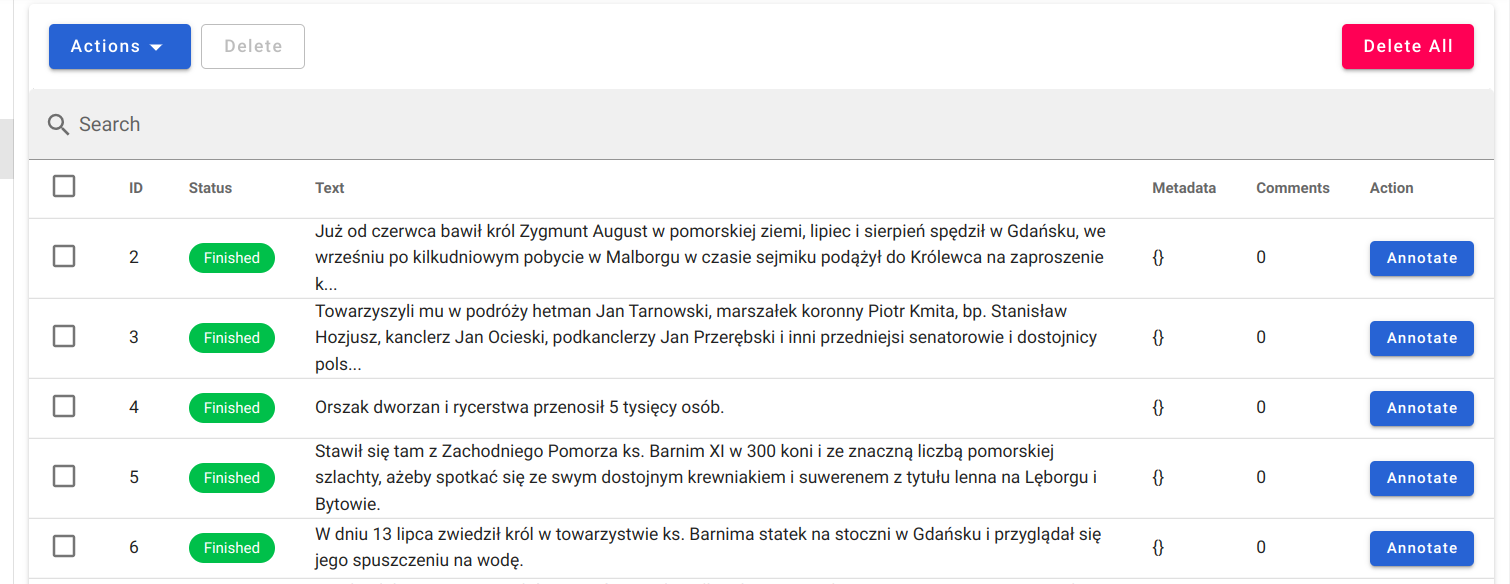 Actions Delete Delete All
Search
ID Status Text Metadata Comments Action
Już od czerwca bawił król Zygmunt August w pomorskiej ziemi, lipiec i sierpień spędził w Gdańsku, we
2 Finished wrześniu po kilkudniowym pobycie w Malborgu w czasie sejmiku podążył do Królewca na zaproszenie {} 0 Annotate
k...
Towarzyszyli mu w podróży hetman Jan Tarnowski, marszałek koronny Piotr Kmita, bp. Stanisław
3 Finished Hozjusz, kanclerz Jan Ocieski, podkanclerzy Jan Przerębski i inni przedniejsi senatorowie i dostojnicy {} 0 Annotate
pols...
4 Finished Orszak dworzan i rycerstwa przenosił 5 tysięcy osób. {} 0 Annotate
Stawił się tam z Zachodniego Pomorza ks. Barnim XI w 300 koni i ze znaczną liczbą pomorskiej
5 Finished szlachty, ażeby spotkać się ze swym dostojnym krewniakiem i suwerenem z tytułu lenna na Lęborgu i {} 0 Annotate
Bytowie.
W dniu 13 lipca zwiedził król w towarzystwie ks. Barnima statek na stoczni w Gdańsku i przyglądał się
6 Finished {} 0 Annotate
jego spuszczeniu na wodę.